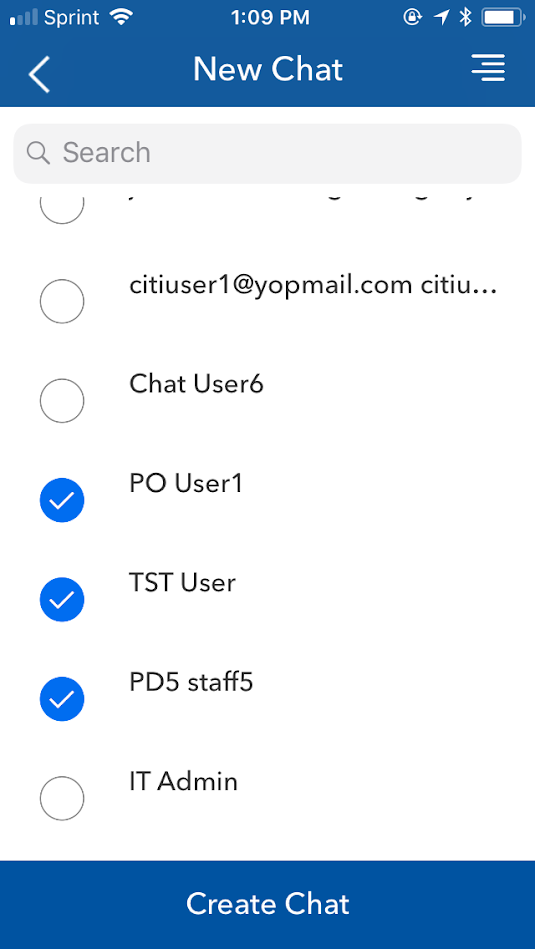 Sprint 1:09 PM
New Chat
Search
citiuser1@yopmail.com citiu...
Chat User6
PO User1
TST User
PD5 staff5
IT Admin
Create Chat